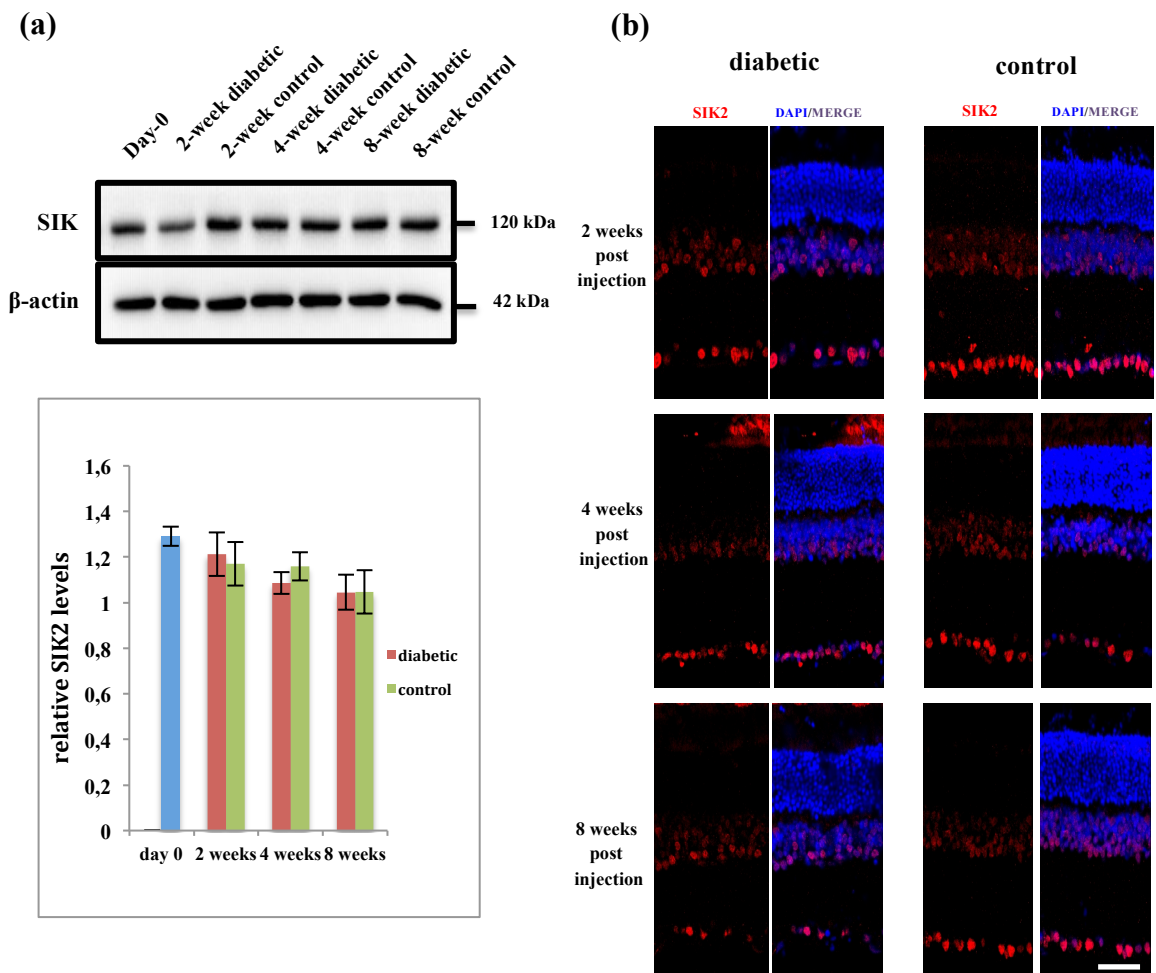 (a)
Day-0
2-week diabetic
2-week control
4-week diabetic
4-week control
8-week diabetic
8-week control
SIK
120 kDa
β-actin
42 kDa
relative SIK2 levels
1,6
1,4
1,2
1
0,8
0,6
0,4
0,2
0
day 0
2 weeks
4 weeks
8 weeks
diabetic
control
(b)
diabetic
control
SIK2
DAPI/MERGE
SIK2
DAPI/MERGE
2 weeks
post
injection
4 weeks
post
injection
8 weeks
post
injection